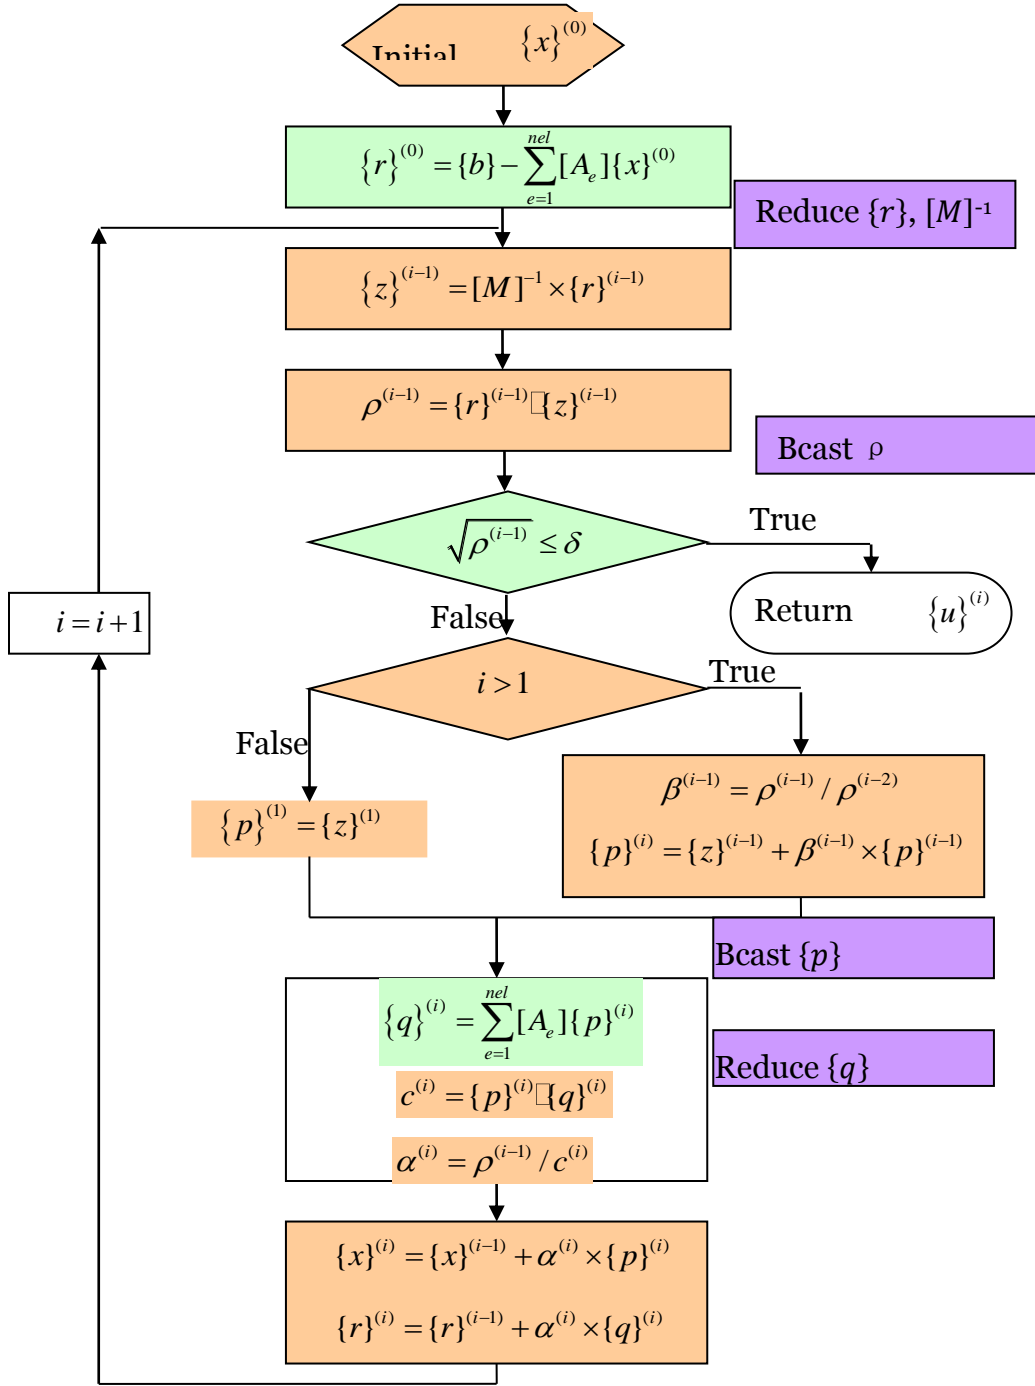 Initial {x}^(0)
{r}^(0) = {b} − ∑_{e=1}^{nel} [A_e]{x}^(0)
Reduce {r}, [M]⁻¹
{z}^(i−1) = [M]^−1 × {r}^(i−1)
ρ^(i−1) = {r}^(i−1)□{z}^(i−1)
Bcast ρ
√ρ^(i−1) ≤ δ
True
Return {u}^(i)
False
i = i + 1
i > 1
True
False
β^(i−1) = ρ^(i−1) / ρ^(i−2)
{p}^(i) = {z}^(i−1) + β^(i−1) × {p}^(i−1)
{p}^(1) = {z}^(1)
Bcast {p}
{q}^(i) = ∑_{e=1}^{nel} [A_e]{p}^(i)
Reduce {q}
c^(i) = {p}^(i)□{q}^(i)
α^(i) = ρ^(i−1) / c^(i)
{x}^(i) = {x}^(i−1) + α^(i) × {p}^(i)
{r}^(i) = {r}^(i−1) + α^(i) × {q}^(i)